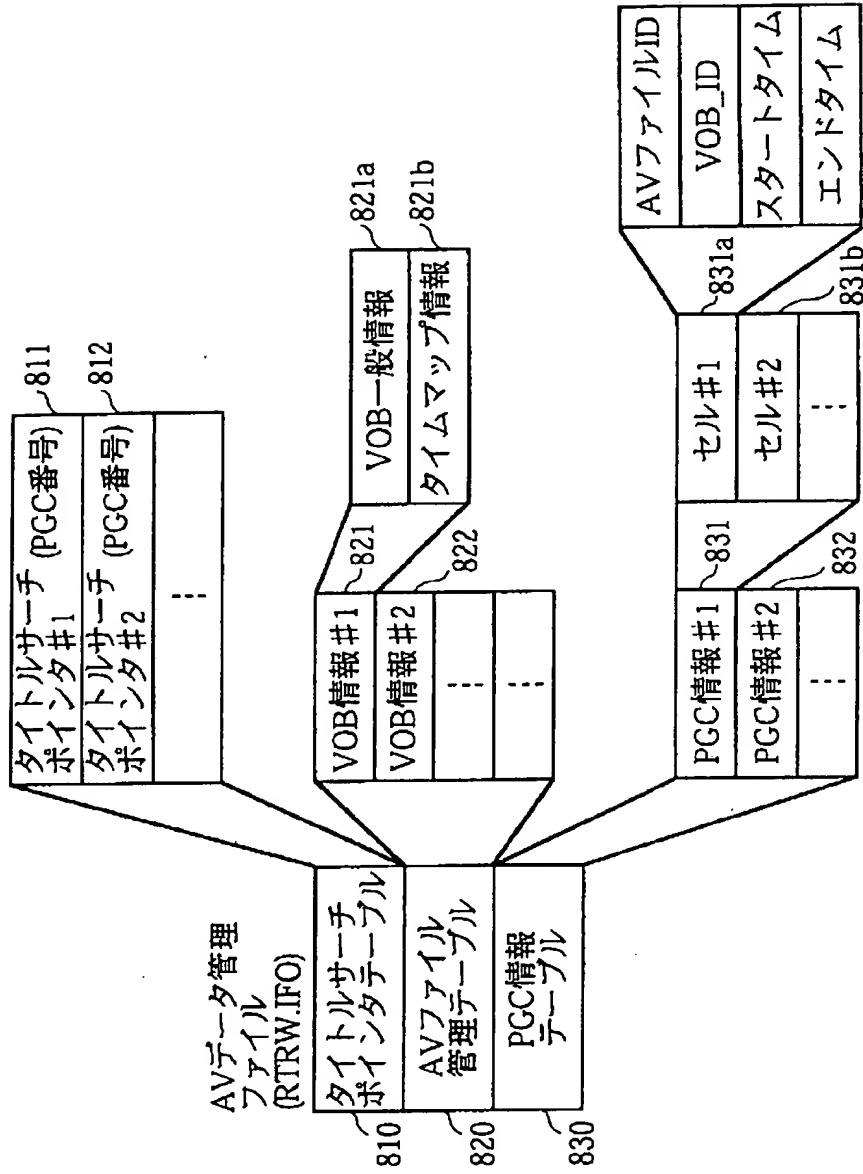 AVデータ管理
ファイル
(RTRW.IFO)
810
タイトルサーチ
ポインタテーブル
820
AVファイル
管理テーブル
830
PGC情報
テーブル
タイトルサーチ
ポインタ#1
(PGC番号)
811
タイトルサーチ
ポインタ#2
(PGC番号)
812
VOB情報#1
821
VOB情報#2
822
VOB一般情報
821a
タイムマップ情報
821b
PGC情報#1
831
PGC情報#2
832
セル#1
831a
セル#2
831b
AVファイルID
VOB_ID
スタートタイム
エンドタイム